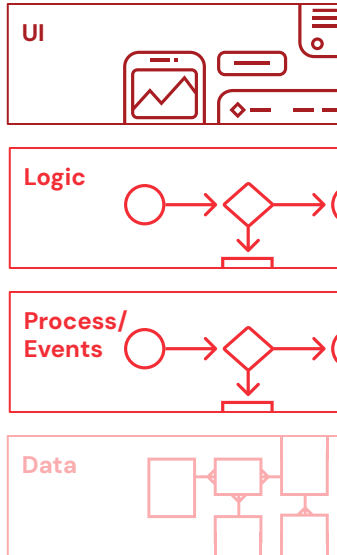 UI
Logic
Process/
Events
Data